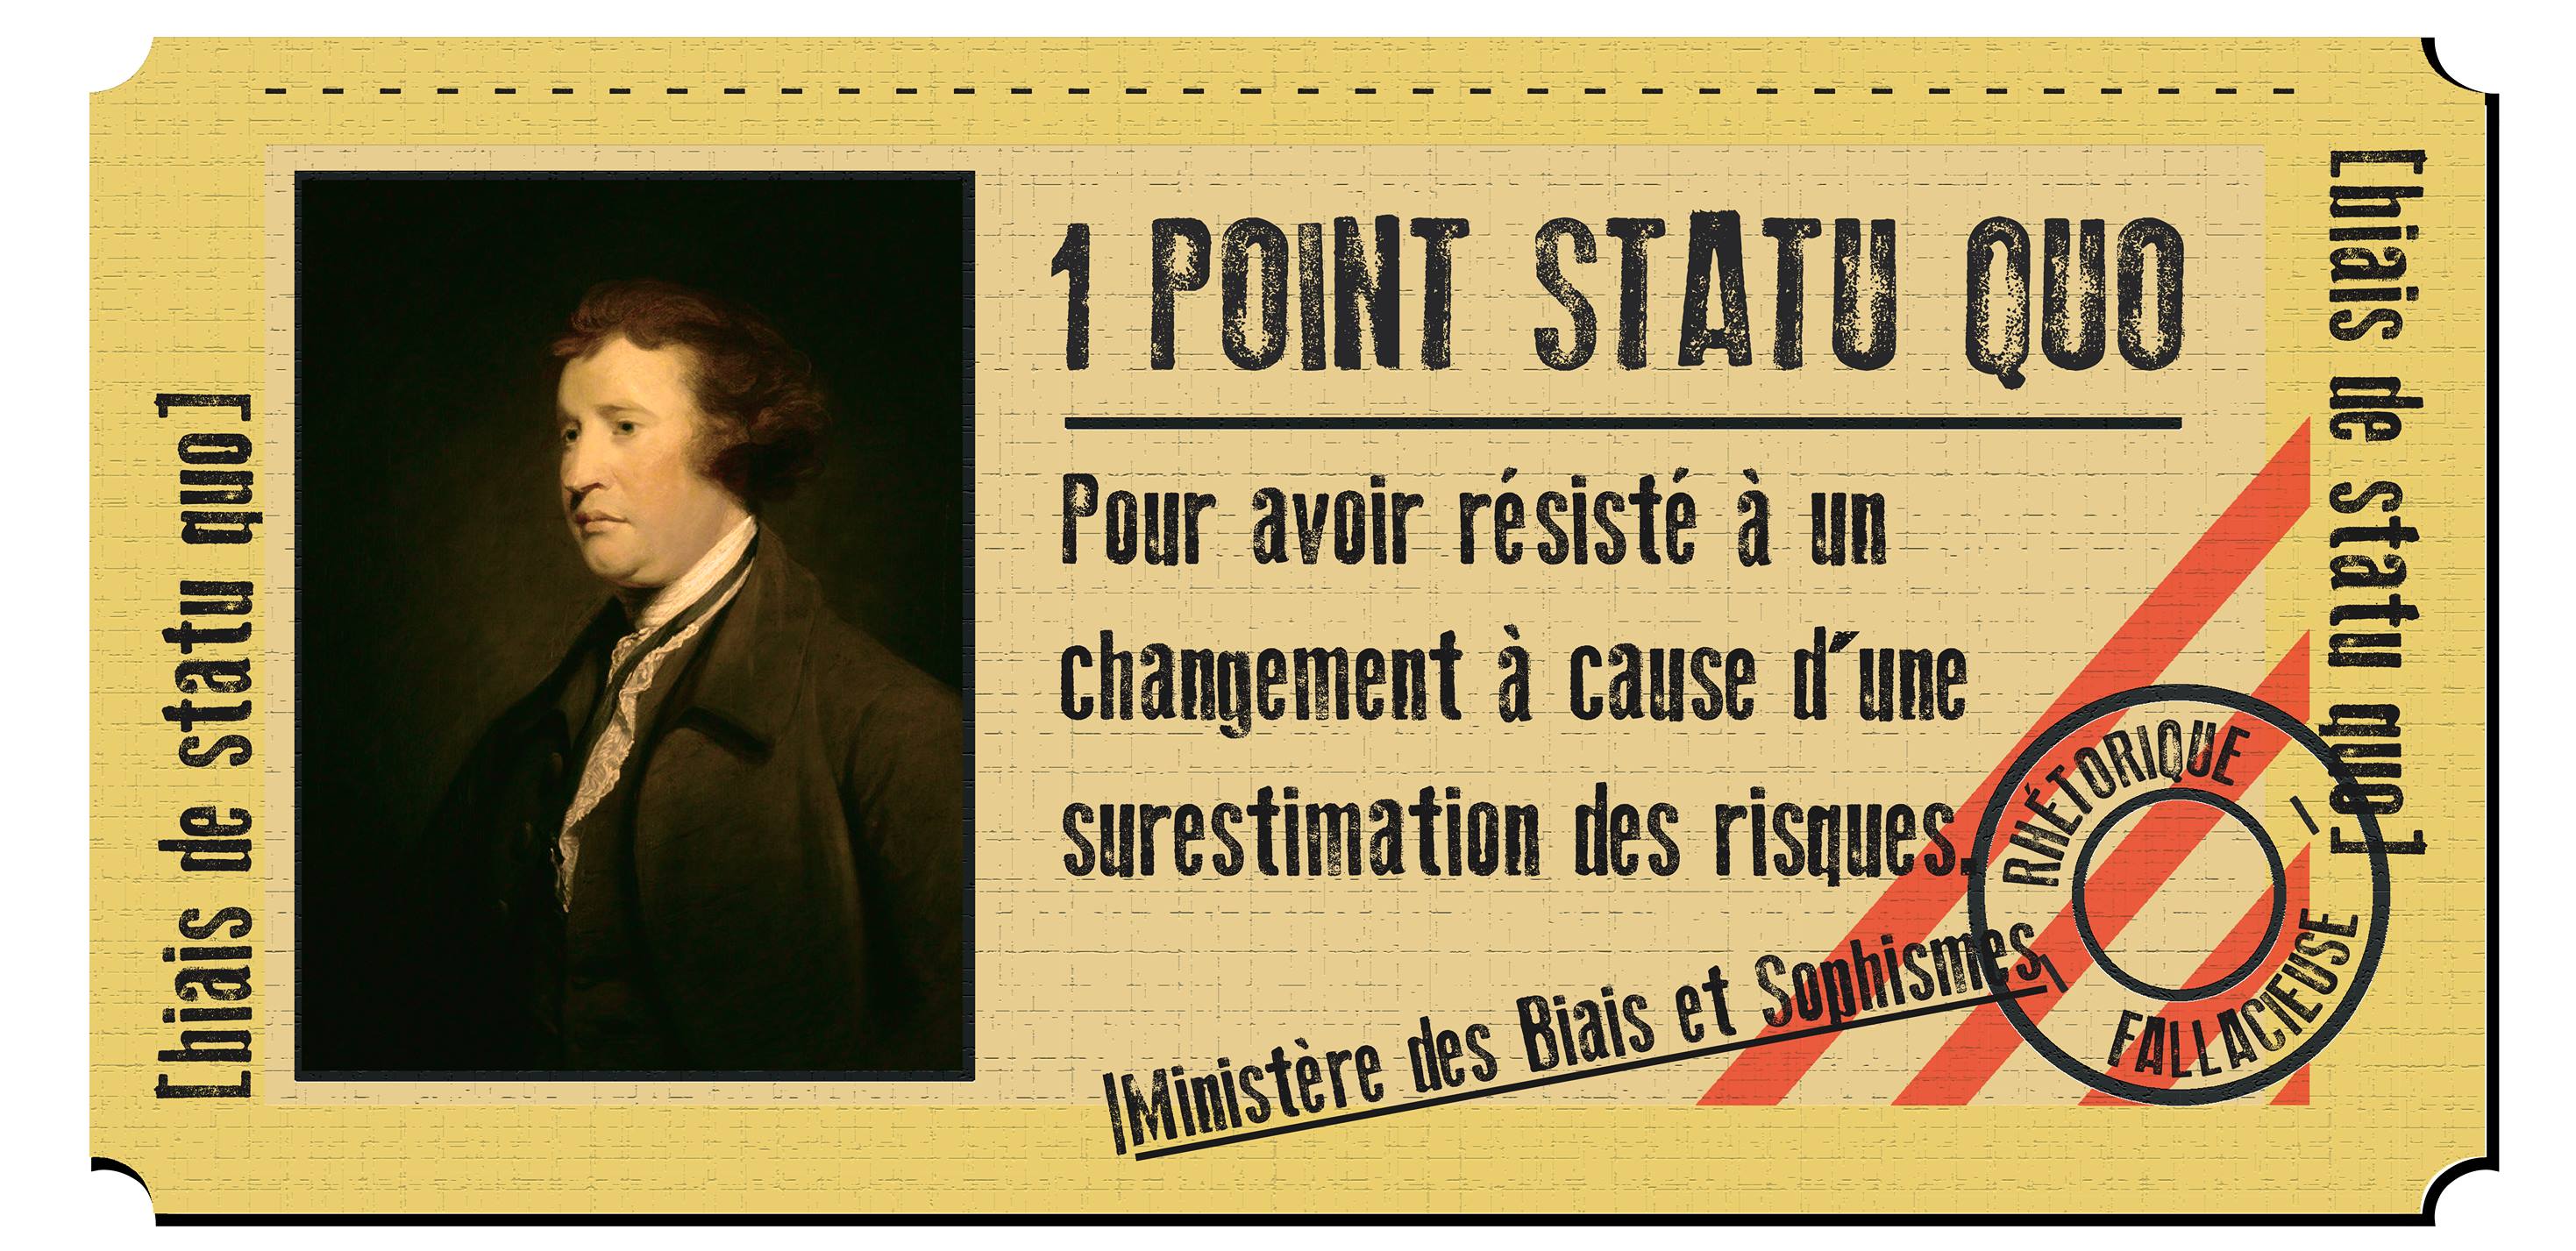 [biais de statu quo]
1 POINT STATU QUO
Pour avoir résisté à un
changement à cause d´une
surestimation des risques.
|Ministère des Biais et Sophismes|
RHÉTORIQUE
FALLACIEUSE
[biais de statu quo]